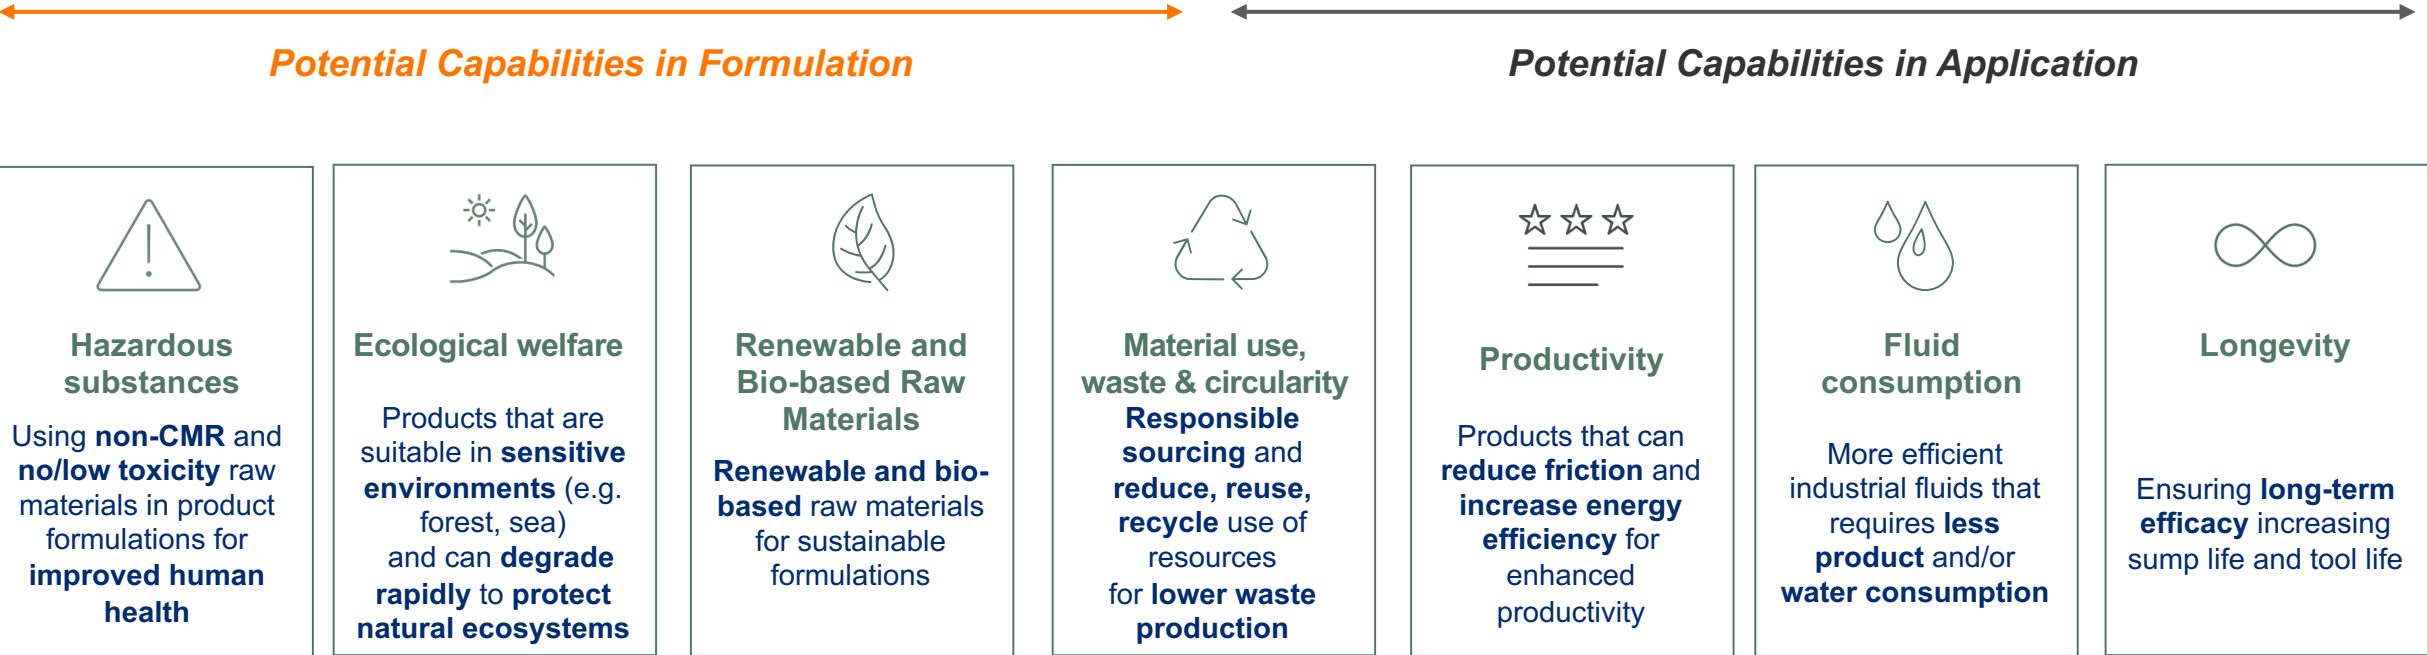 Potential Capabilities in Formulation
Potential Capabilities in Application
Hazardous
substances
Using non-CMR and
no/low toxicity raw
materials in product
formulations for
improved human
health
Ecological welfare
Products that are
suitable in sensitive
environments (e.g.
forest, sea)
and can degrade
rapidly to protect
natural ecosystems
Renewable and
Bio-based Raw
Materials
Renewable and bio-
based raw materials
for sustainable
formulations
Material use,
waste & circularity
Responsible
sourcing and
reduce, reuse,
recycle use of
resources
for lower waste
production
Productivity
Products that can
reduce friction and
increase energy
efficiency for
enhanced
productivity
Fluid
consumption
More efficient
industrial fluids that
requires less
product and/or
water consumption
Longevity
Ensuring long-term
efficacy increasing
sump life and tool life